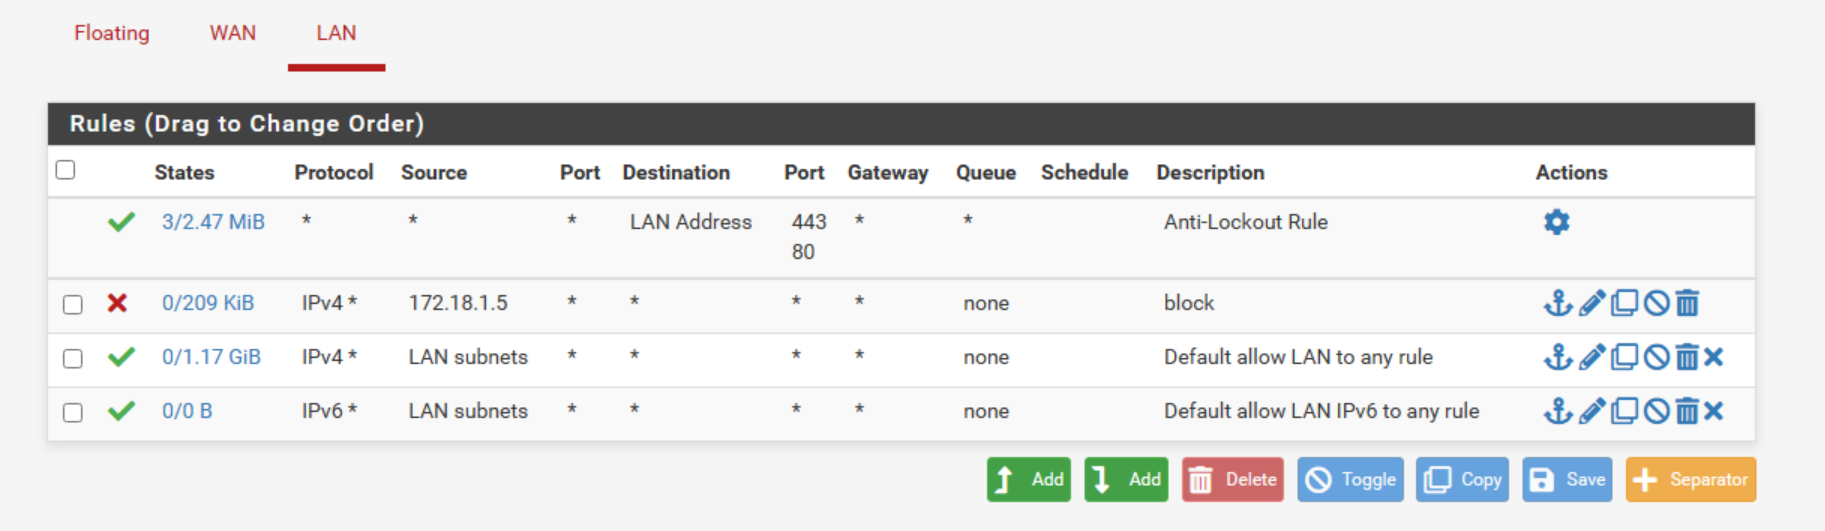 Floating WAN LAN
Rules (Drag to Change Order)
States Protocol Source Port Destination Port Gateway Queue Schedule Description Actions
3/2.47 MiB * * * LAN Address 443 * * Anti-Lockout Rule
80
0/209 KiB IPv4 * 172.18.1.5 * * * * none block
0/1.17 GiB IPv4 * LAN subnets * * * * none Default allow LAN to any rule
0/0 B IPv6 * LAN subnets * * * * none Default allow LAN IPv6 to any rule
Add Add Delete Toggle Copy Save Separator